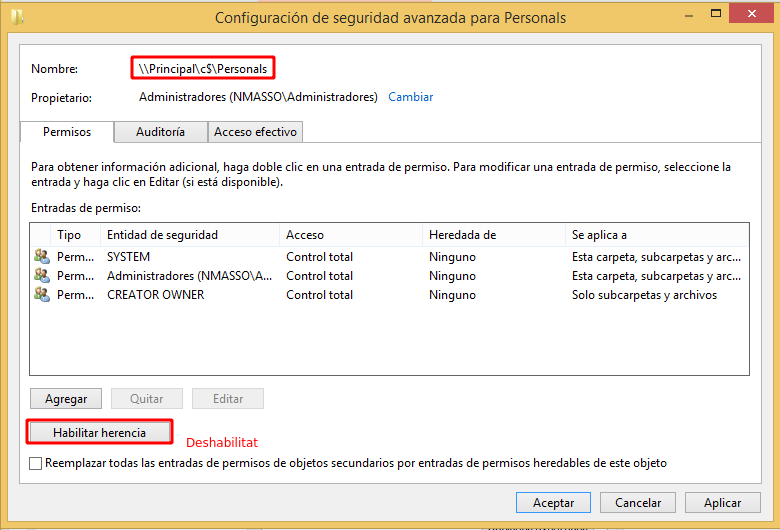 Configuración de seguridad avanzada para Personals
Nombre: \\Principal\c$\Personals
Propietario: Administradores (NMASSO\Administradores) Cambiar
Permisos Auditoría Acceso efectivo
Para obtener información adicional, haga doble clic en una entrada de permiso. Para modificar una entrada de permiso, seleccione la
entrada y haga clic en Editar (si está disponible).
Entradas de permiso:
Tipo Entidad de seguridad Acceso Heredada de Se aplica a
Perm... SYSTEM Control total Ninguno Esta carpeta, subcarpetas y arc...
Perm... Administradores (NMASSO\A... Control total Ninguno Esta carpeta, subcarpetas y arc...
Perm... CREATOR OWNER Control total Ninguno Solo subcarpetas y archivos
Agregar Quitar Editar
Habilitar herencia
Deshabilitat
Reemplazar todas las entradas de permisos de objetos secundarios por entradas de permisos heredables de este objeto
Aceptar Cancelar Aplicar